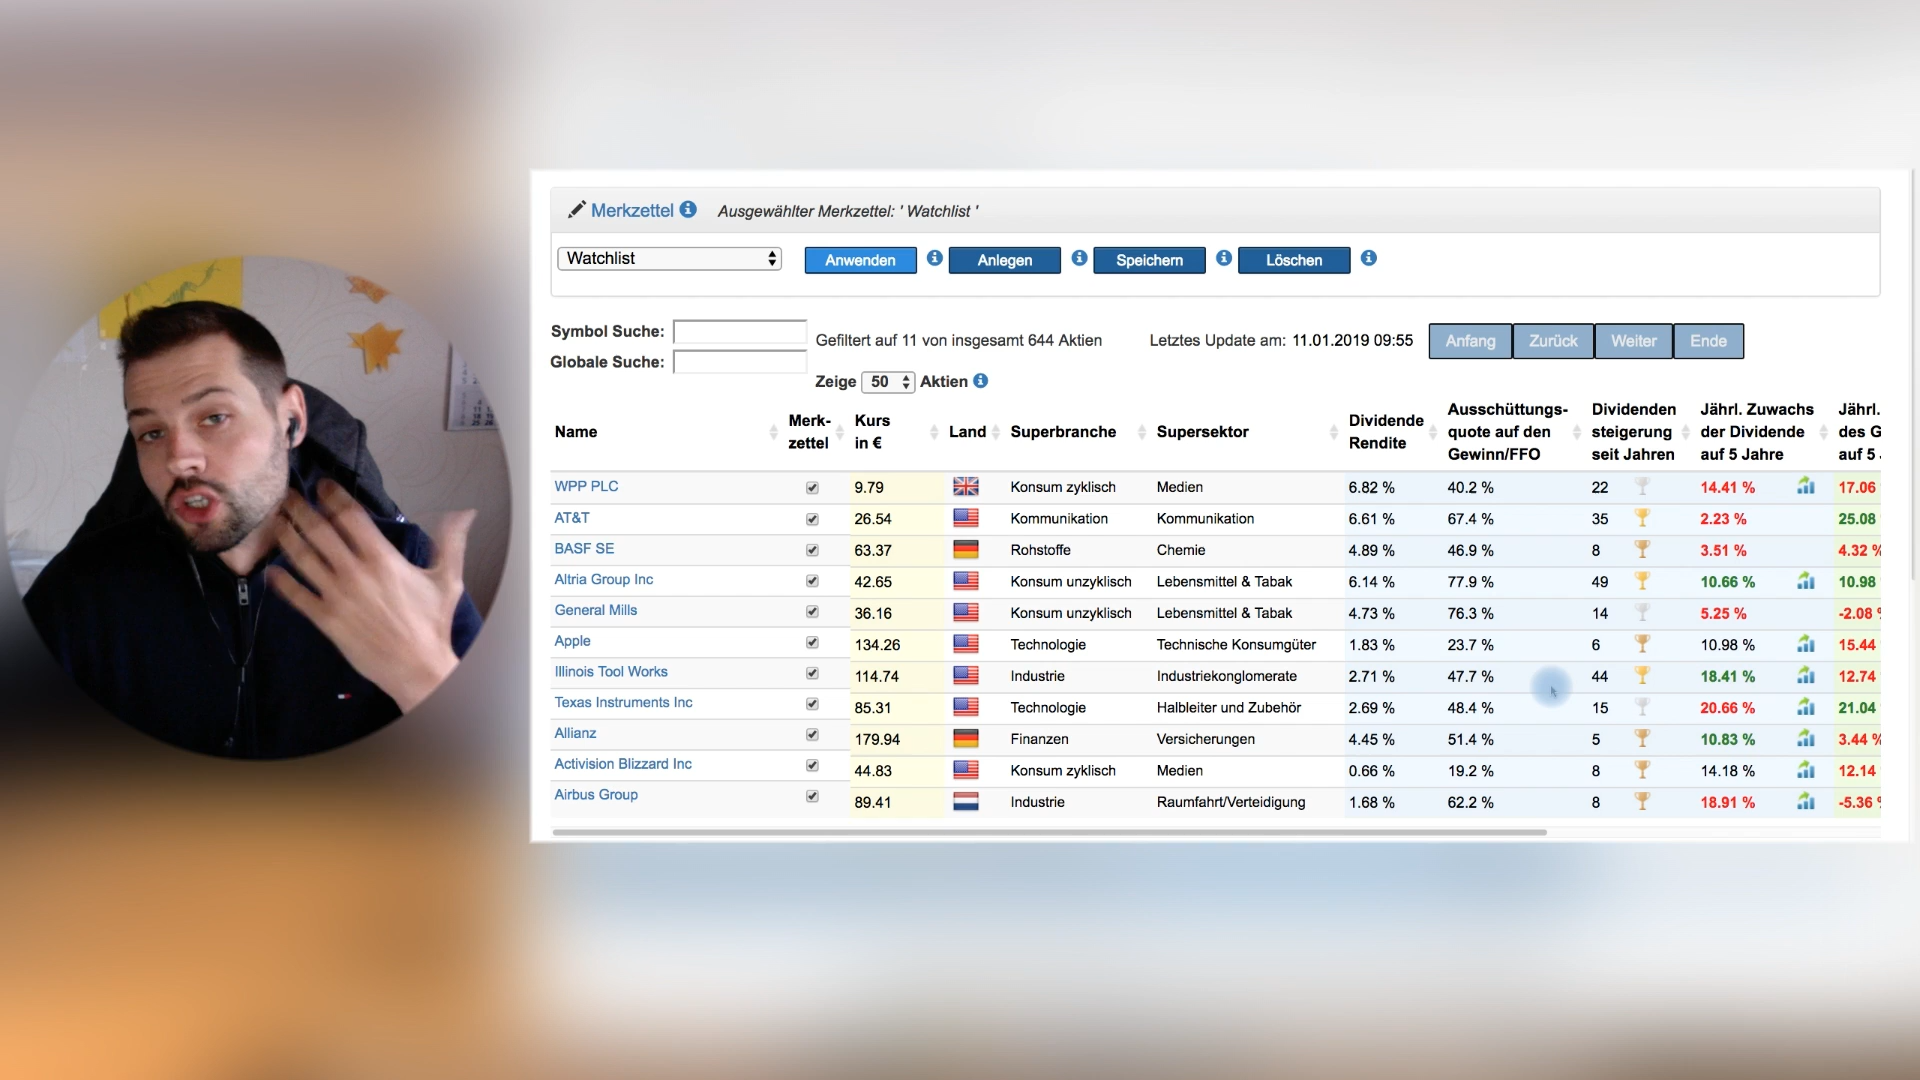 Merkzettel Ausgewählter Merkzettel: ' Watchlist '
Watchlist Anwenden Anlegen Speichern Löschen
Symbol Suche:
Globale Suche:
Gefiltert auf 11 von insgesamt 644 Aktien Letztes Update am: 11.01.2019 09:55 Anfang Zurück Weiter Ende
Zeige 50 Aktien
Name Merk-zettel Kurs in € Land Superbranche Supersektor Dividende Rendite Ausschüttungs-quote auf den Gewinn/FFO Dividenden steigerung seit Jahren Jährl. Zuwachs der Dividende auf 5 Jahre Jährl. des G auf 5
WPP PLC 9.79 Konsum zyklisch Medien 6.82 % 40.2 % 22 14.41 % 17.06
AT&T 26.54 Kommunikation Kommunikation 6.61 % 67.4 % 35 2.23 % 25.08
BASF SE 63.37 Rohstoffe Chemie 4.89 % 46.9 % 8 3.51 % 4.32 %
Altria Group Inc 42.65 Konsum unzyklisch Lebensmittel & Tabak 6.14 % 77.9 % 49 10.66 % 10.98
General Mills 36.16 Konsum unzyklisch Lebensmittel & Tabak 4.73 % 76.3 % 14 5.25 % -2.08 %
Apple 134.26 Technologie Technische Konsumgüter 1.83 % 23.7 % 6 10.98 % 15.44
Illinois Tool Works 114.74 Industrie Industriekonglomerate 2.71 % 47.7 % 44 18.41 % 12.74
Texas Instruments Inc 85.31 Technologie Halbleiter und Zubehör 2.69 % 48.4 % 15 20.66 % 21.04
Allianz 179.94 Finanzen Versicherungen 4.45 % 51.4 % 5 10.83 % 3.44 %
Activision Blizzard Inc 44.83 Konsum zyklisch Medien 0.66 % 19.2 % 8 14.18 % 12.14
Airbus Group 89.41 Industrie Raumfahrt/Verteidigung 1.68 % 62.2 % 8 18.91 % -5.36 %